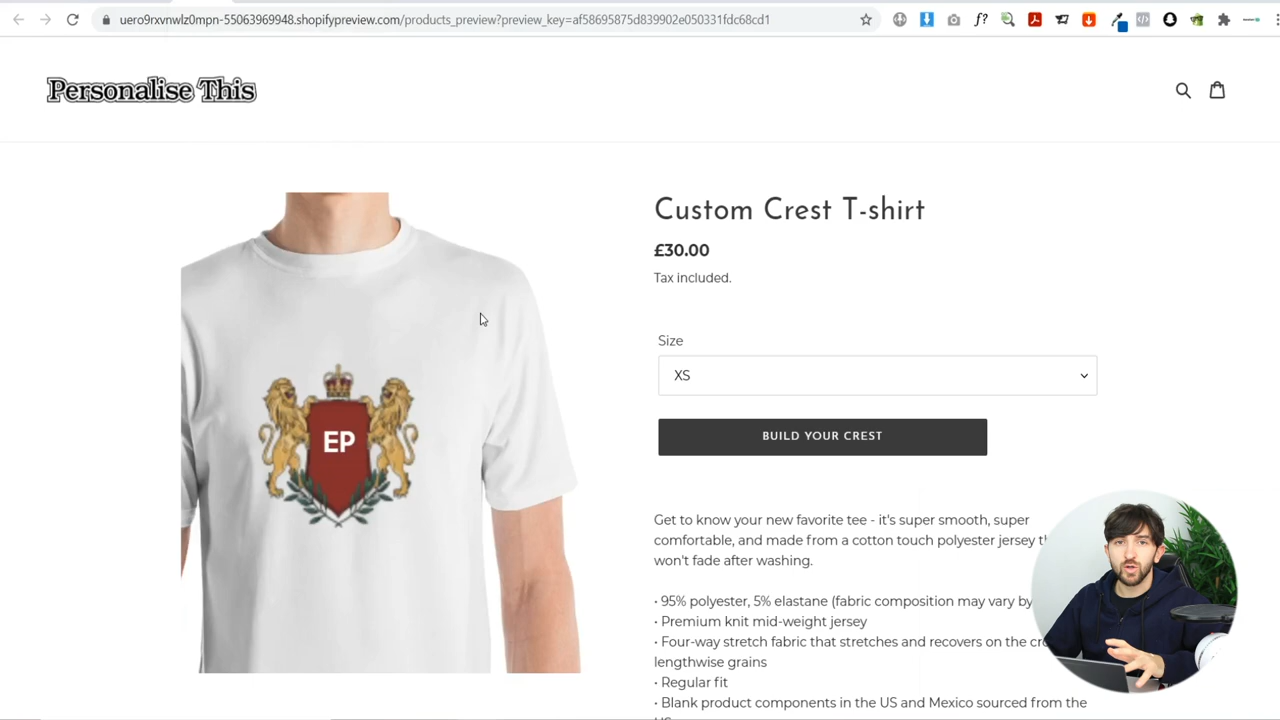 uero9rxvnwlz0mpn-55063969948.shopifypreview.com/products_preview?preview_key=af58695875d839902e050331fdc68cd1
f?
Personalise This
Custom Crest T-shirt
£30.00
Tax included.
Size
XS
BUILD YOUR CREST
EP
Get to know your new favorite tee - it's super smooth, super
comfortable, and made from a cotton touch polyester jersey
won't fade after washing.
• 95% polyester, 5% elastane (fabric composition may vary by
• Premium knit mid-weight jersey
• Four-way stretch fabric that stretches and recovers on the
lengthwise grains
• Regular fit
• Blank product components in the US and Mexico sourced from the